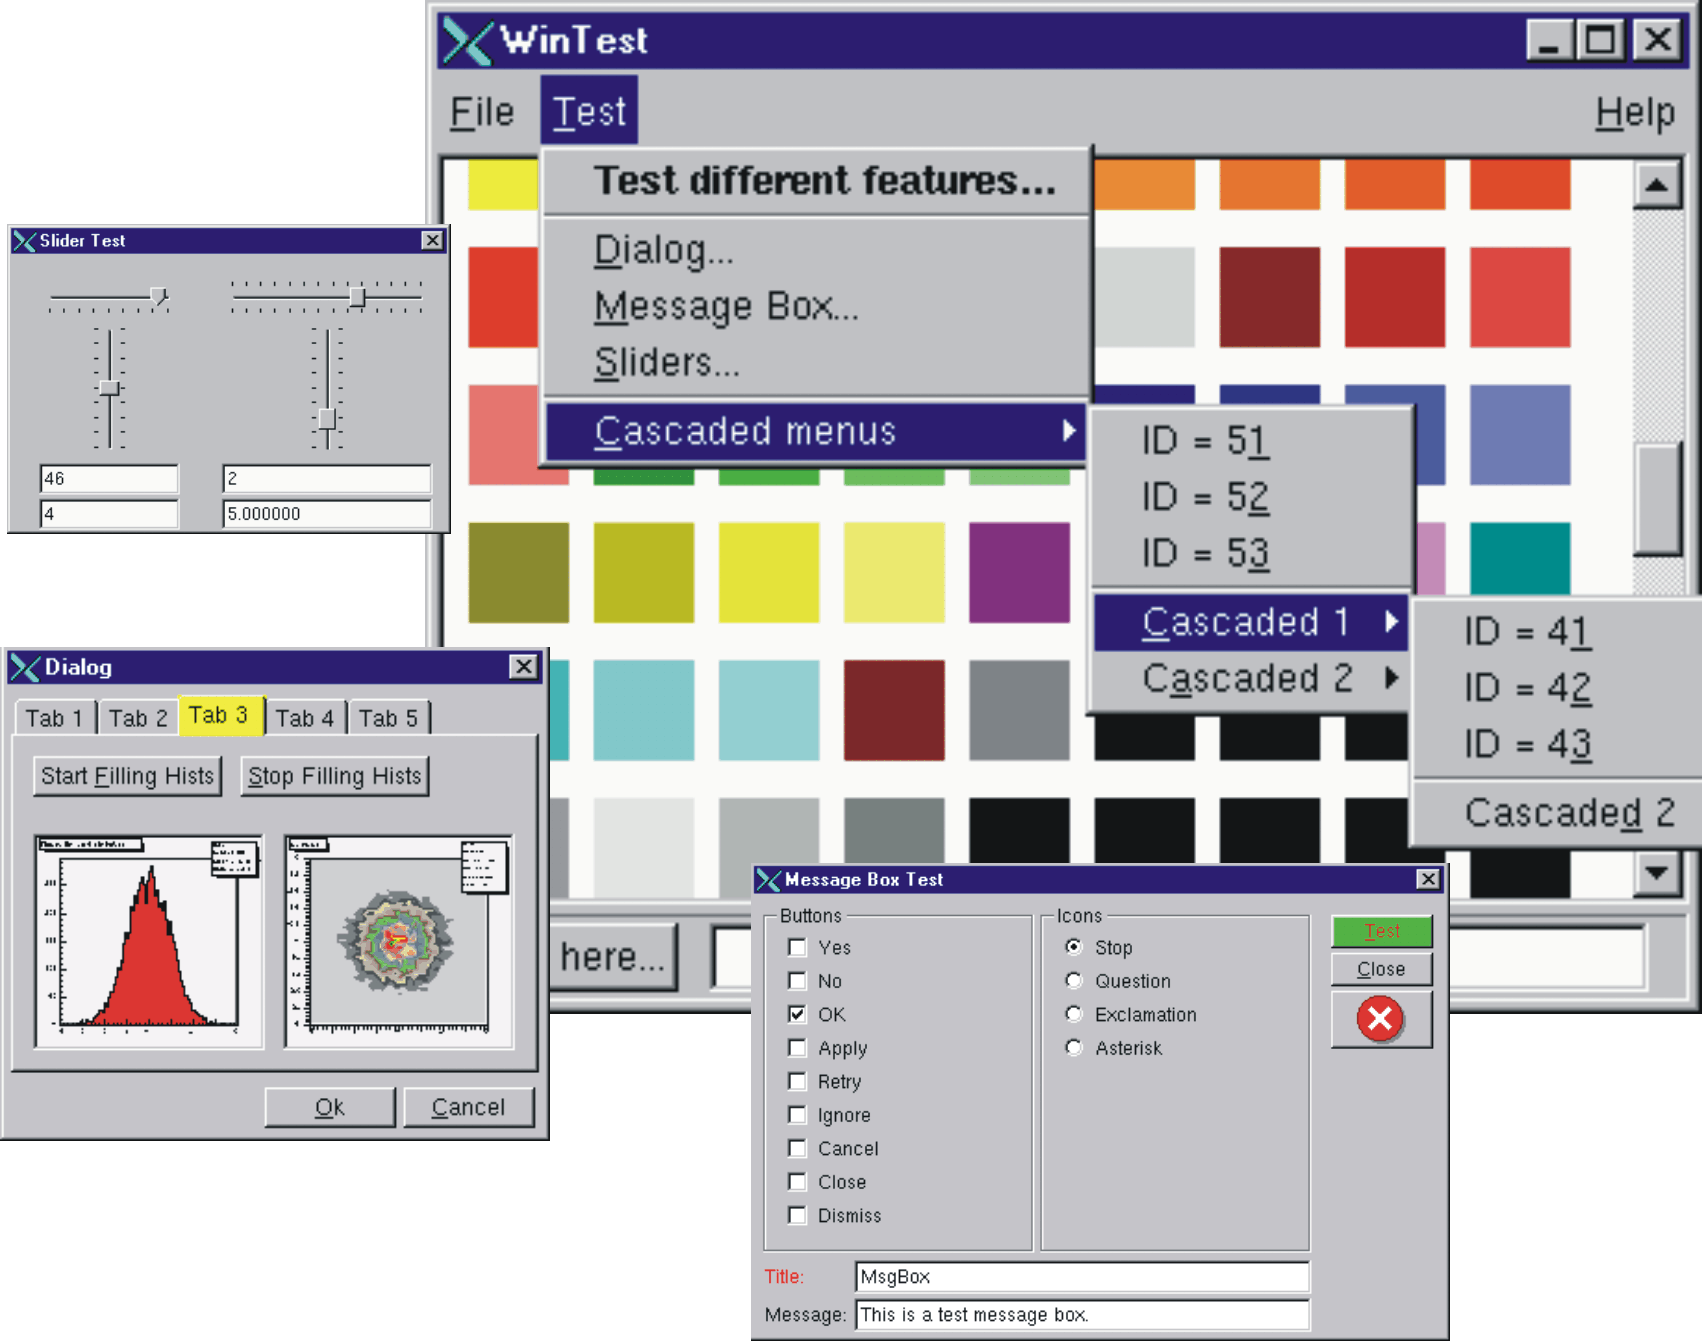 WinTest
File Test Help
Test different features...
Dialog...
Message Box...
Sliders...
Cascaded menus
ID = 51
ID = 52
ID = 53
Cascaded 1
Cascaded 2
ID = 41
ID = 42
ID = 43
Cascaded 2
here...
Slider Test
46
2
4
5.000000
Dialog
Tab 1 Tab 2 Tab 3 Tab 4 Tab 5
Start Filling Hists Stop Filling Hists
Ok Cancel
Message Box Test
Buttons
Yes
No
OK
Apply
Retry
Ignore
Cancel
Close
Dismiss
Icons
Stop
Question
Exclamation
Asterisk
Test
Close
Title: MsgBox
Message: This is a test message box.